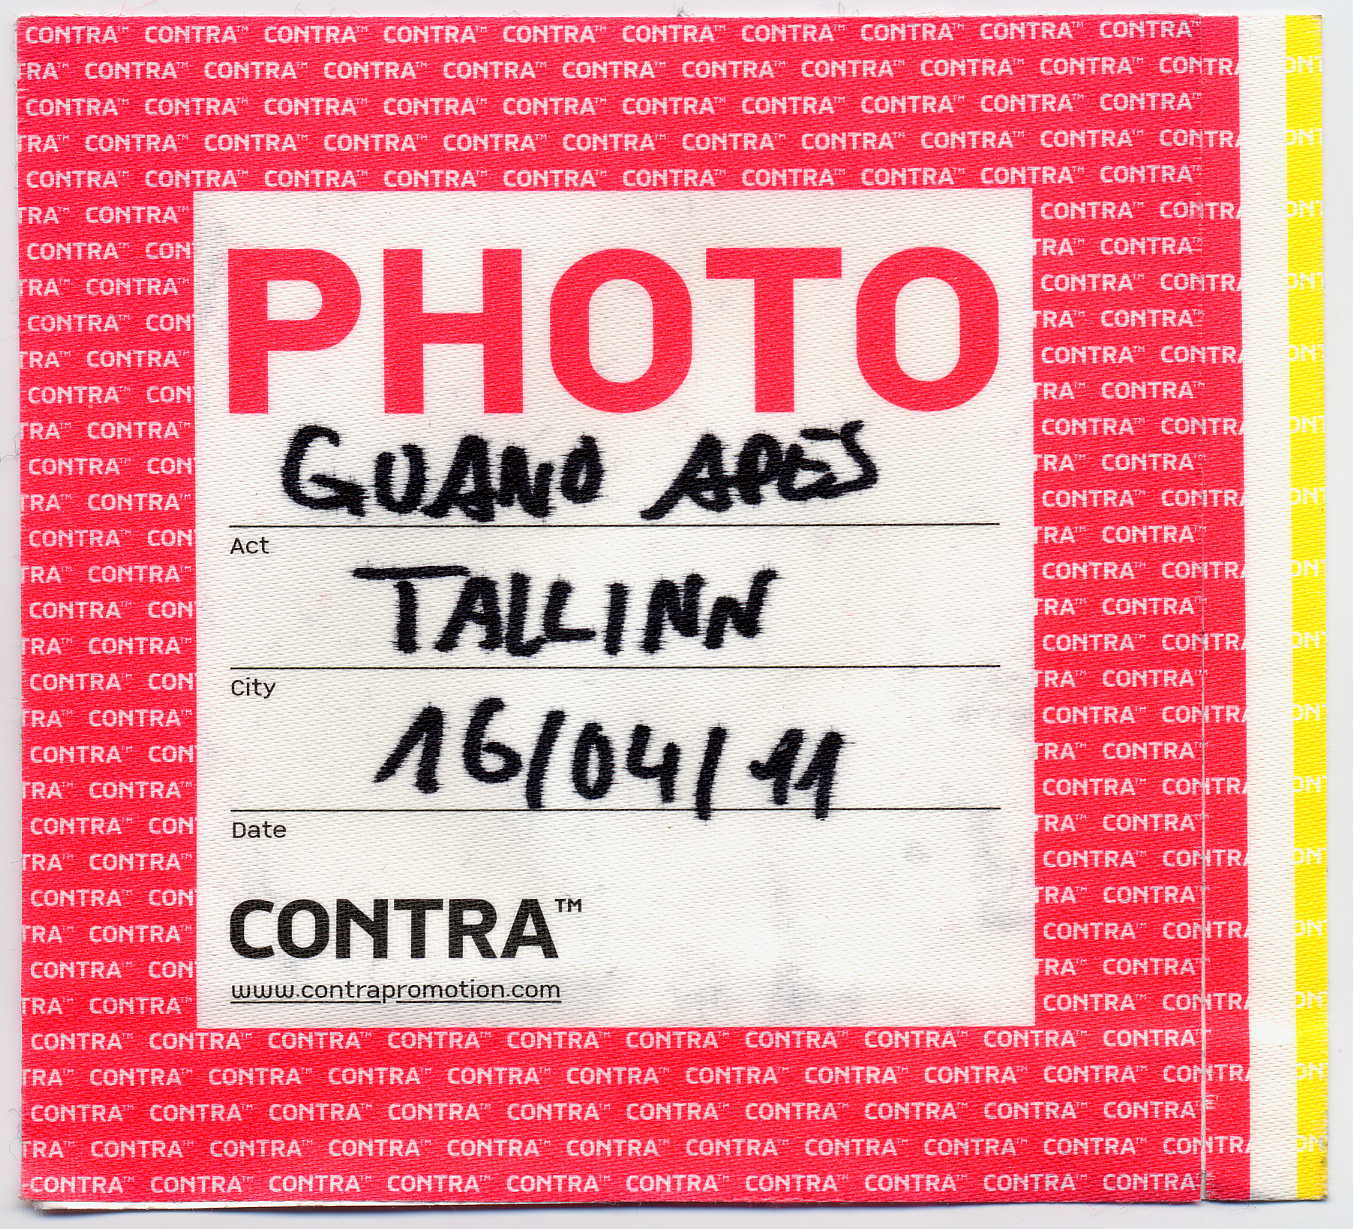 CONTRA™ CONTRA™ CONTRA™ CONTRA™ CONTRA™ CONTRA™ CONTRA™ CONTRA™ CONTRA™ CONTRA™
PHOTO
GUANO APES
Act
TALLINN
City
16/04/11
Date
CONTRA™
www.contrapromotion.com